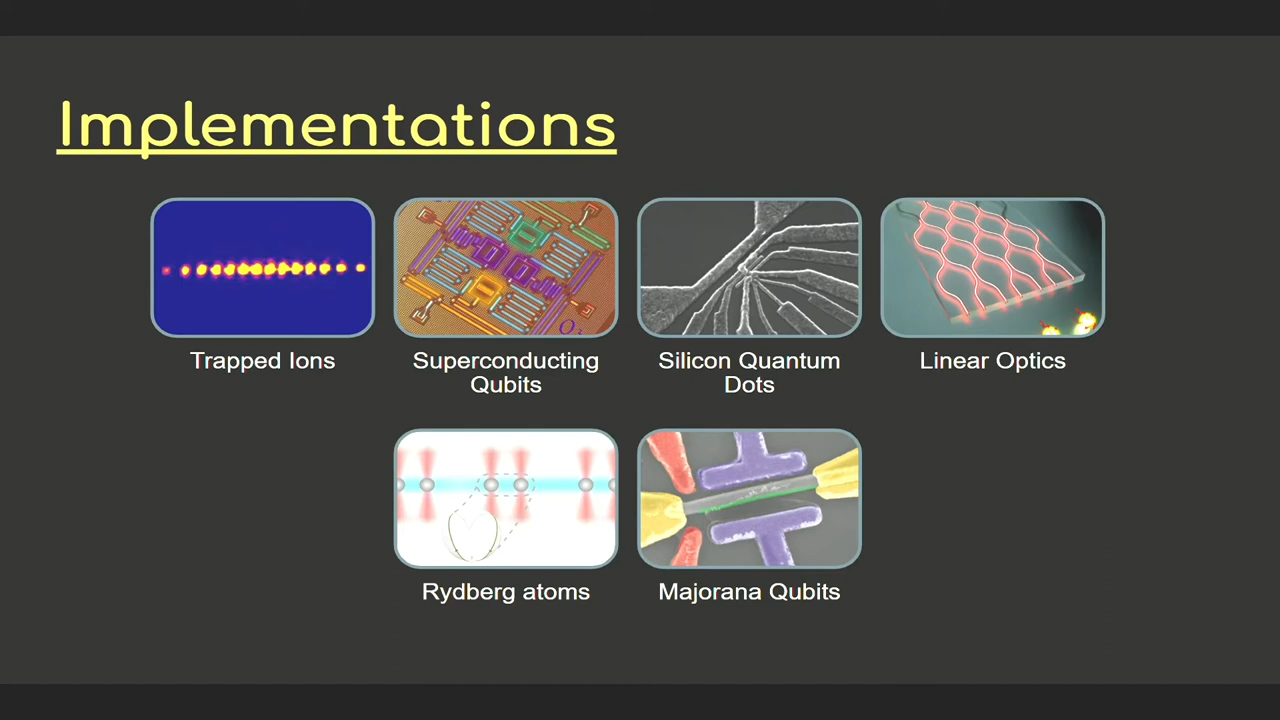 Implementations
Trapped Ions
Superconducting
Qubits
Silicon Quantum
Dots
Linear Optics
Rydberg atoms
Majorana Qubits